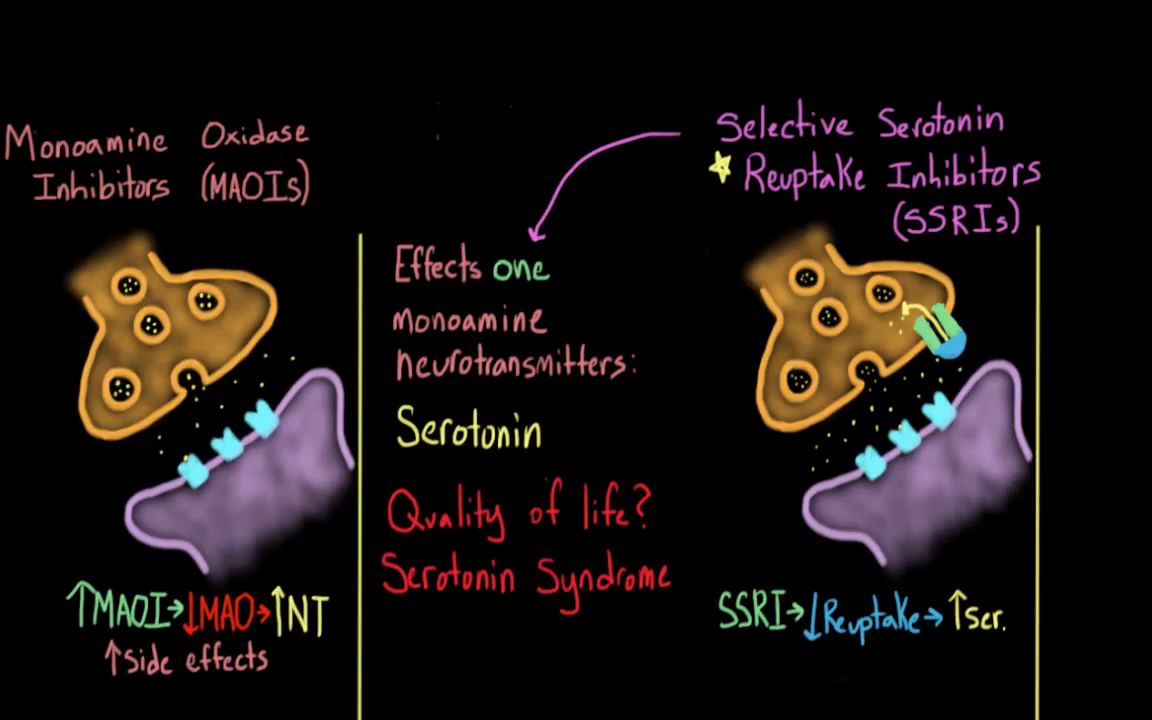 Monoamine Oxidase
Inhibitors (MAOIs)
Selective Serotonin
Reuptake Inhibitors
(SSRIs)
Effects one
monoamine
neurotransmitters:
Serotonin
Quality of life?
Serotonin Syndrome
↑MAOI→↓MAO→↑NT
↑Side effects
SSRI→↓Reuptake→↑Ser.